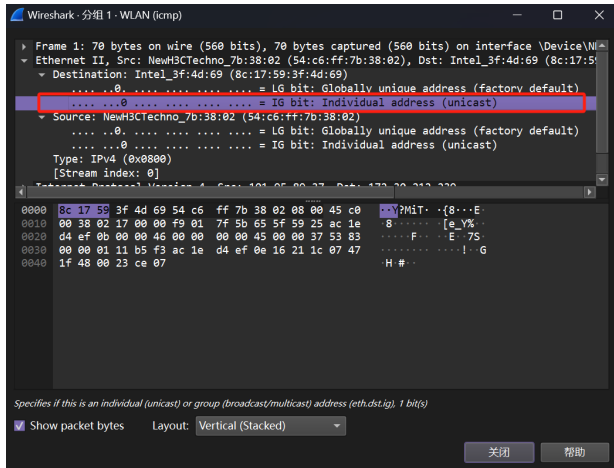 Wireshark · 分组 1 · WLAN (icmp)
Frame 1: 70 bytes on wire (560 bits), 70 bytes captured (560 bits) on interface \Device\N
Ethernet II, Src: NewH3CTechno_7b:38:02 (54:c6:ff:7b:38:02), Dst: Intel_3f:4d:69 (8c:17:59
Destination: Intel_3f:4d:69 (8c:17:59:3f:4d:69)
.... ..0. .... .... .... .... = LG bit: Globally unique address (factory default)
.... ...0 .... .... .... .... = IG bit: Individual address (unicast)
Source: NewH3CTechno_7b:38:02 (54:c6:ff:7b:38:02)
.... ..0. .... .... .... .... = LG bit: Globally unique address (factory default)
.... ...0 .... .... .... .... = IG bit: Individual address (unicast)
Type: IPv4 (0x0800)
[Stream index: 0]
0000 8c 17 59 3f 4d 69 54 c6 ff 7b 38 02 08 00 45 c0 ··Y?MiT· ·{8···E·
0010 00 38 02 17 00 00 f9 01 7f 5b 65 5f 59 25 ac 1e ·8······ ·[e_Y%··
0020 d4 ef 0b 00 00 46 00 00 00 00 45 00 00 37 53 83 ·····F·· ··E··7S·
0030 00 00 01 11 b5 f3 ac 1e d4 ef 0e 16 21 1c 07 47 ········ ····!··G
0040 1f 48 00 23 ce 07 ·H·#··
Specifies if this is an individual (unicast) or group (broadcast/multicast) address (eth.dst.ig), 1 bit(s)
Show packet bytes Layout: Vertical (Stacked)
关闭 帮助